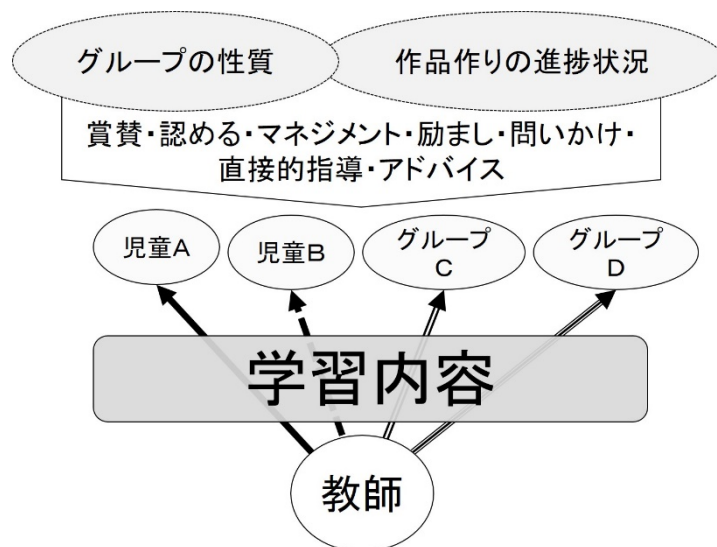 グループの性質
作品作りの進捗状況
賞賛・認める・マネジメント・励まし・問いかけ・
直接的指導・アドバイス
児童A
児童B
グループ
C
グループ
D
学習内容
教師